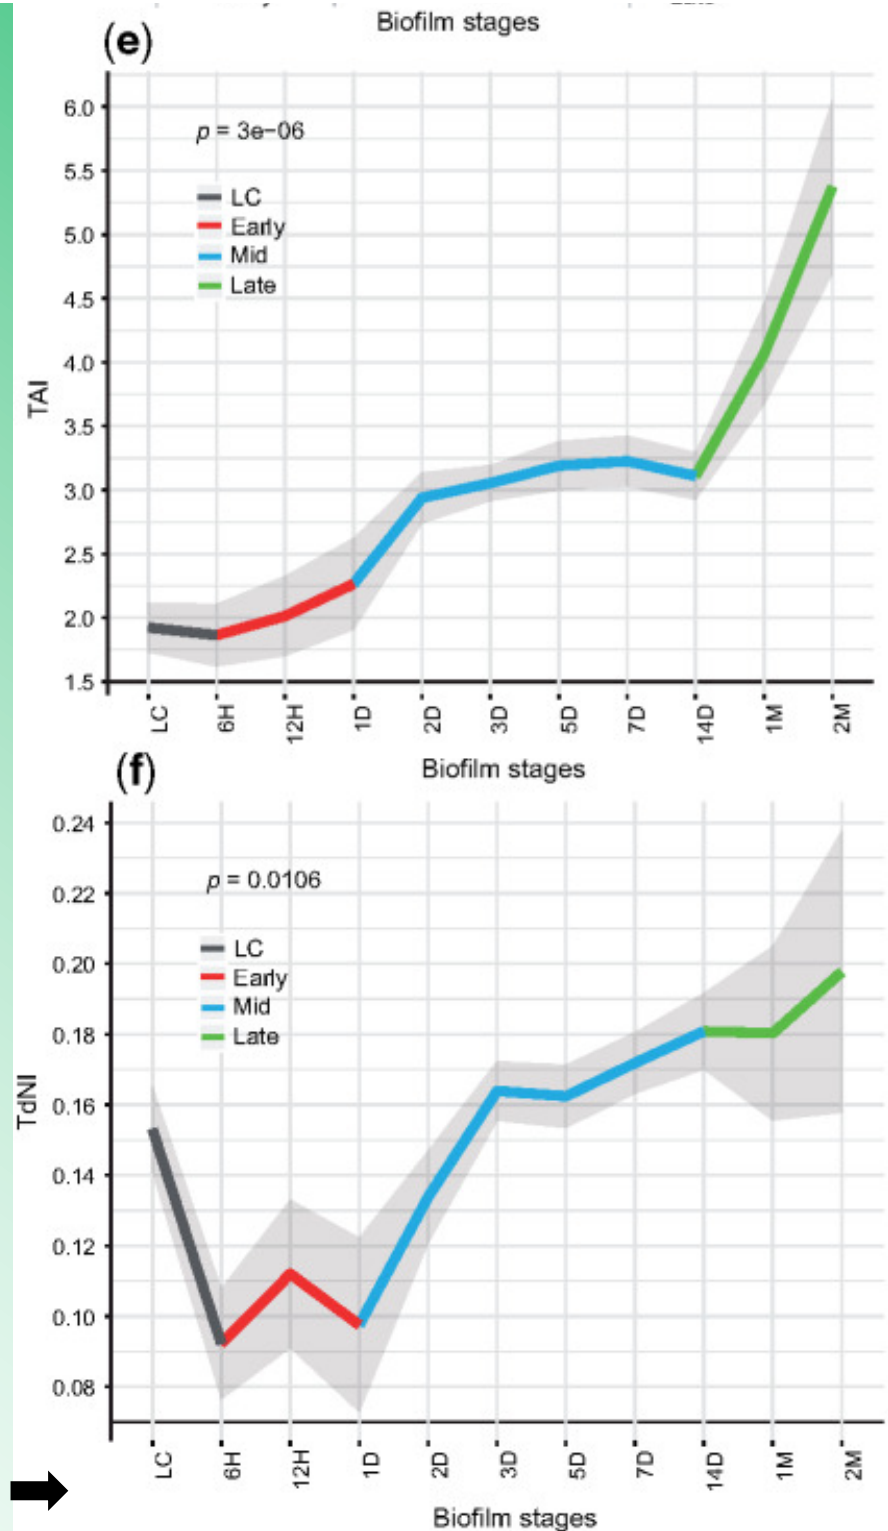 Biofilm stages
(e)
6.0
5.5
5.0
4.5
4.0
3.5
3.0
2.5
2.0
1.5
TAI
p = 3e−06
LC
Early
Mid
Late
LC 6H 12H 1D 2D 3D 5D 7D 14D 1M 2M
Biofilm stages
(f)
0.24
0.22
0.20
0.18
0.16
0.14
0.12
0.10
0.08
TdNI
p = 0.0106
LC
Early
Mid
Late
LC 6H 12H 1D 2D 3D 5D 7D 14D 1M 2M
Biofilm stages